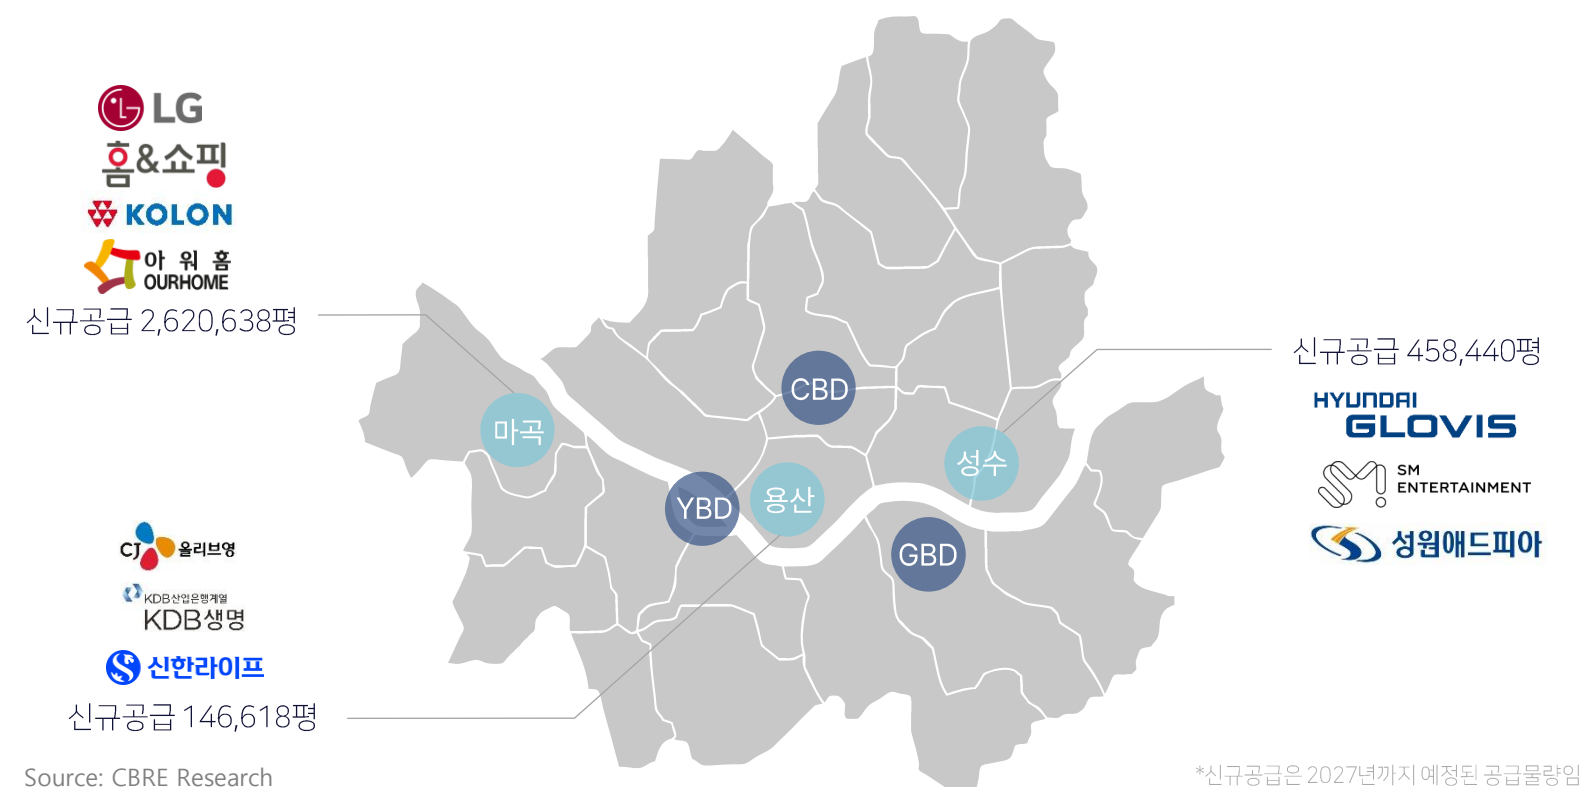 LG
홈&쇼핑
KOLON
아워홈
OURHOME
신규공급 2,620,638평
CJ 올리브영
KDB산업은행계열
KDB생명
신한라이프
신규공급 146,618평
마곡
CBD
YBD
용산
성수
GBD
신규공급 458,440평
HYUNDAI
GLOVIS
SM
ENTERTAINMENT
성원애드피아
Source: CBRE Research
*신규공급은 2027년까지 예정된 공급물량임